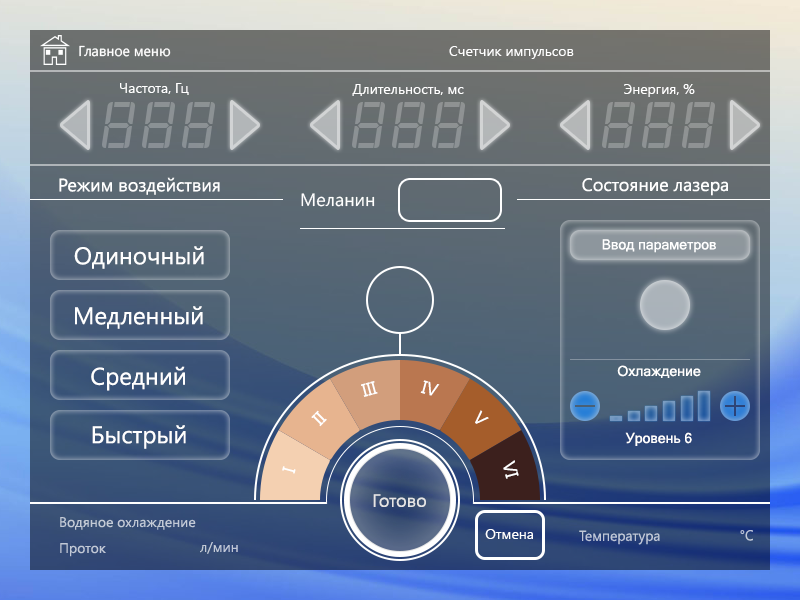 Главное меню
Счетчик импульсов
Частота, Гц
Длительность, мс
Энергия, %
888
888
888
Режим воздействия
Меланин
Состояние лазера
Одиночный
Медленный
Средний
Быстрый
Ввод параметров
Охлаждение
Уровень 6
I
II
III
IV
V
VI
Готово
Отмена
Водяное охлаждение
Проток
л/мин
Температура
°C